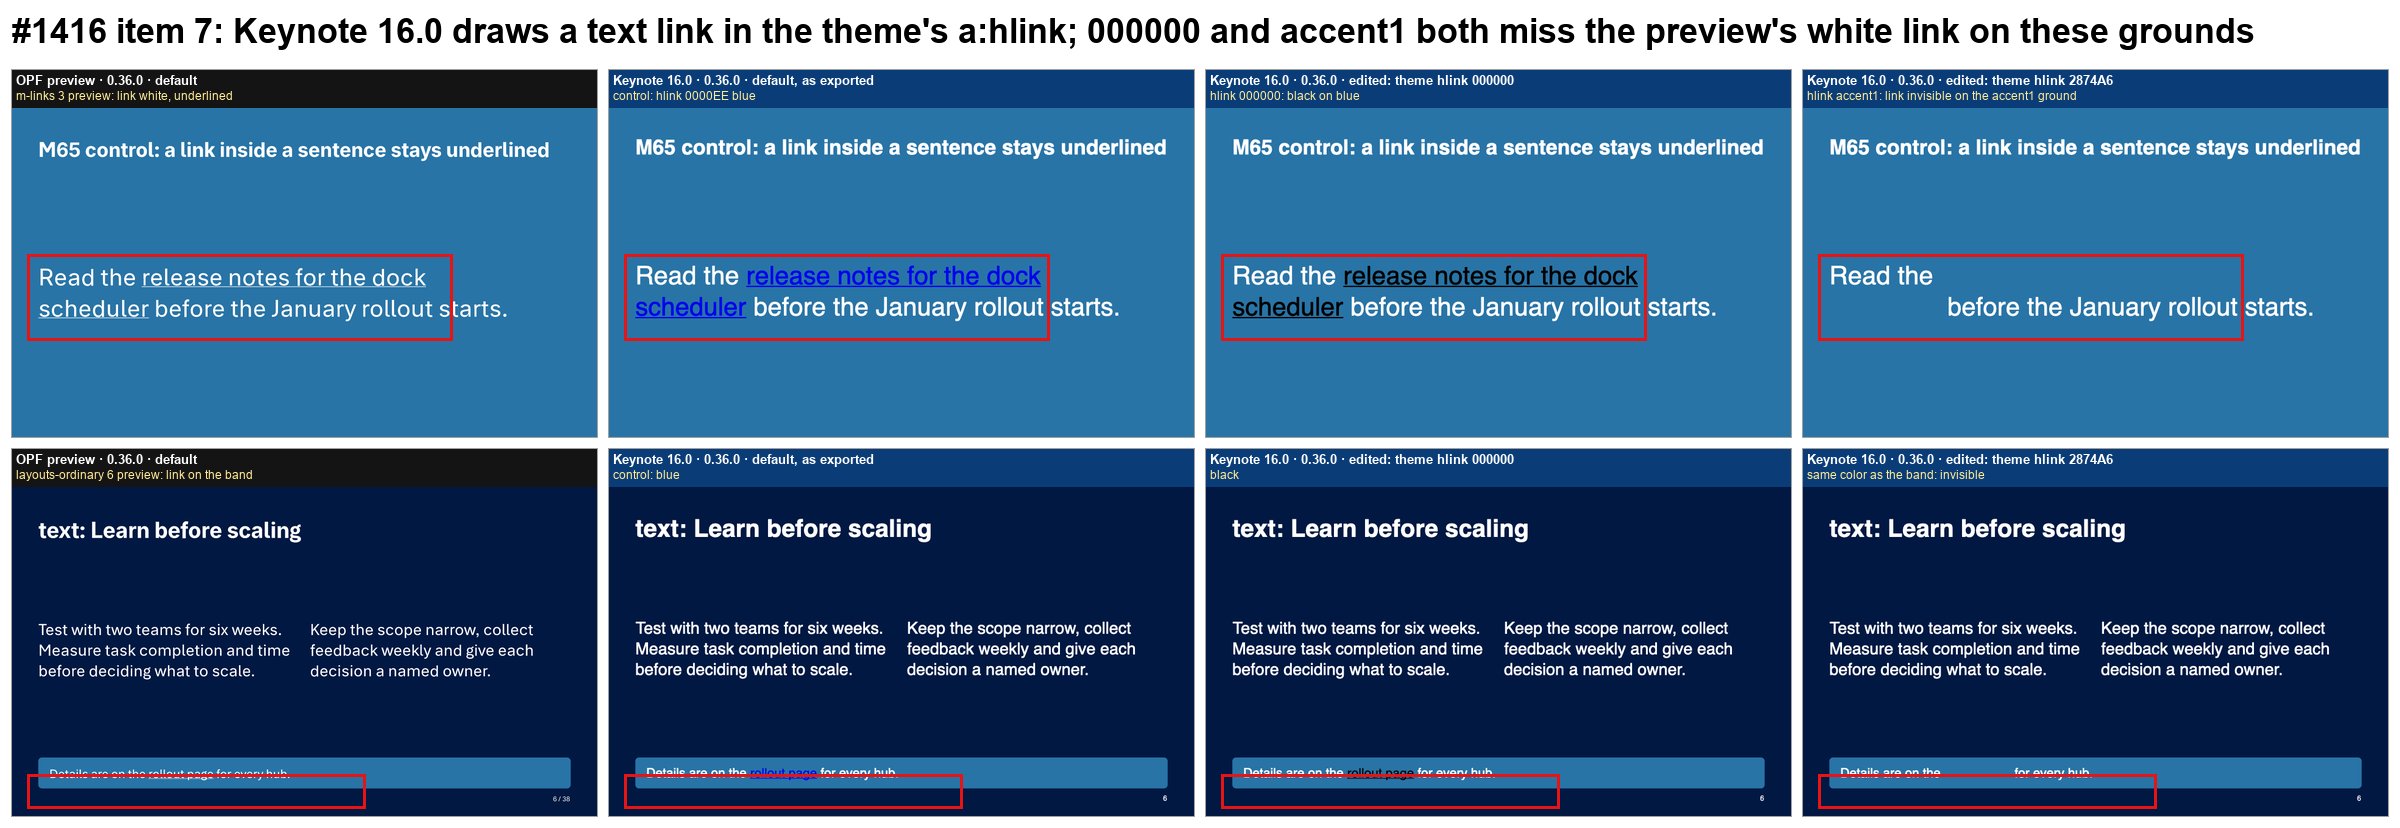 #1416 item 7: Keynote 16.0 draws a text link in the theme's a:hlink; 000000 and accent1 both miss the preview's white link on these grounds
OPF preview · 0.36.0 · default
m-links 3 preview: link white, underlined
M65 control: a link inside a sentence stays underlined
Read the release notes for the dock
scheduler before the January rollout starts.
Keynote 16.0 · 0.36.0 · default, as exported
control: hlink 0000EE blue
M65 control: a link inside a sentence stays underlined
Read the release notes for the dock
scheduler before the January rollout starts.
Keynote 16.0 · 0.36.0 · edited: theme hlink 000000
hlink 000000: black on blue
M65 control: a link inside a sentence stays underlined
Read the release notes for the dock
scheduler before the January rollout starts.
Keynote 16.0 · 0.36.0 · edited: theme hlink 2874A6
hlink accent1: link invisible on the accent1 ground
M65 control: a link inside a sentence stays underlined
Read the
before the January rollout starts.
OPF preview · 0.36.0 · default
layouts-ordinary 6 preview: link on the band
text: Learn before scaling
Test with two teams for six weeks.
Measure task completion and time
before deciding what to scale.
Keep the scope narrow, collect
feedback weekly and give each
decision a named owner.
Details are on the rollout page for every hub.
6 / 38
Keynote 16.0 · 0.36.0 · default, as exported
control: blue
text: Learn before scaling
Test with two teams for six weeks.
Measure task completion and time
before deciding what to scale.
Keep the scope narrow, collect
feedback weekly and give each
decision a named owner.
Details are on the rollout page for every hub.
6
Keynote 16.0 · 0.36.0 · edited: theme hlink 000000
black
text: Learn before scaling
Test with two teams for six weeks.
Measure task completion and time
before deciding what to scale.
Keep the scope narrow, collect
feedback weekly and give each
decision a named owner.
Details are on the rollout page for every hub.
6
Keynote 16.0 · 0.36.0 · edited: theme hlink 2874A6
same color as the band: invisible
text: Learn before scaling
Test with two teams for six weeks.
Measure task completion and time
before deciding what to scale.
Keep the scope narrow, collect
feedback weekly and give each
decision a named owner.
Details are on the for every hub.
6